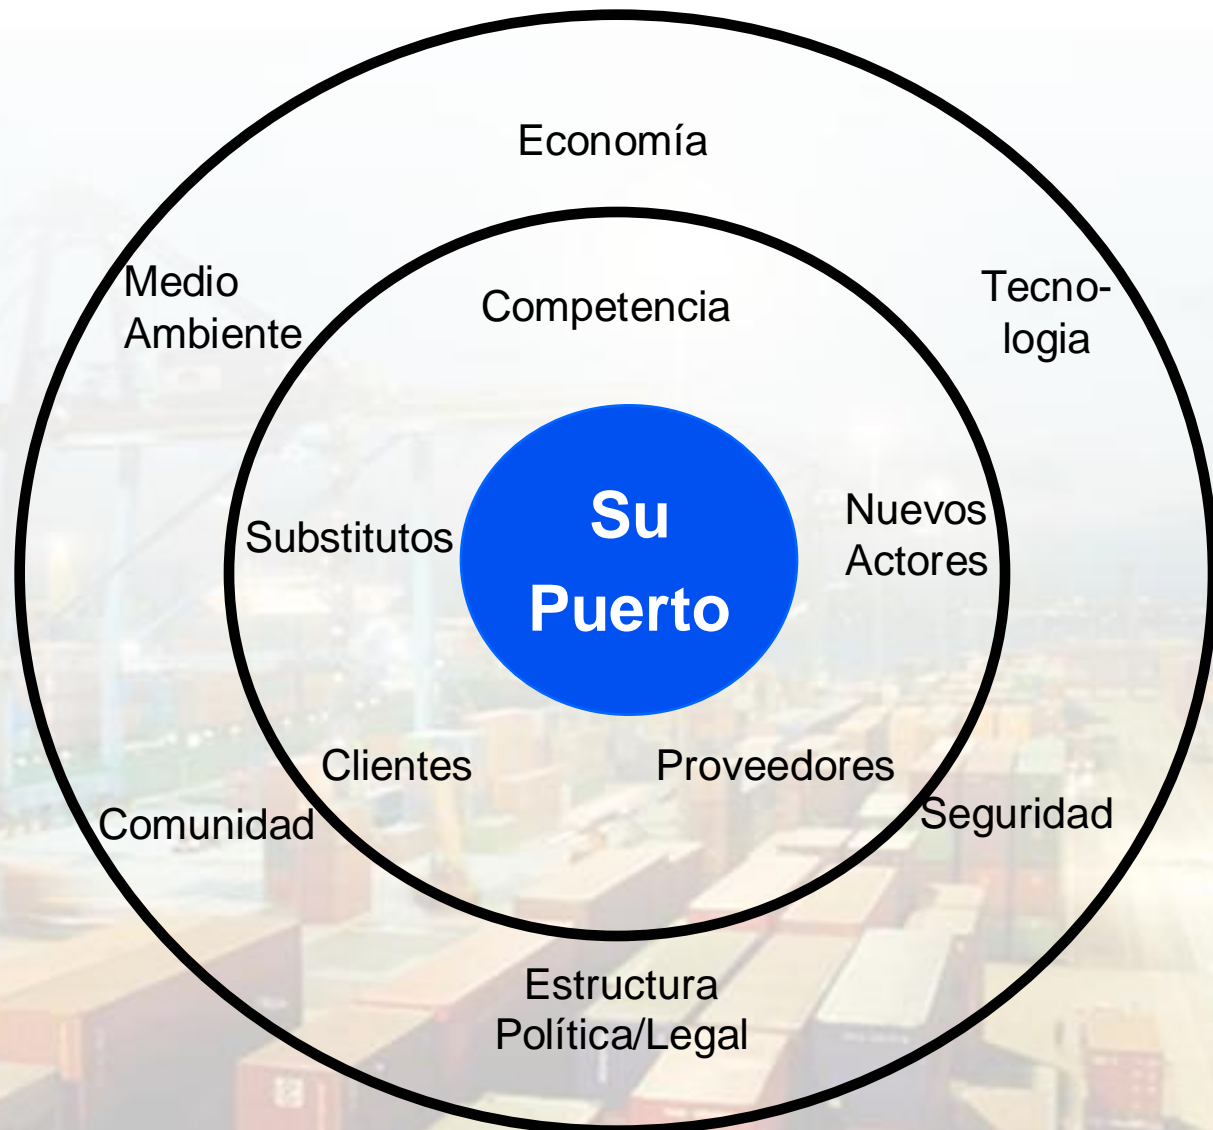 Economía
Medio
Ambiente
Tecno-
logia
Competencia
Su
Puerto
Substitutos
Nuevos
Actores
Clientes
Proveedores
Comunidad
Seguridad
Estructura
Política/Legal